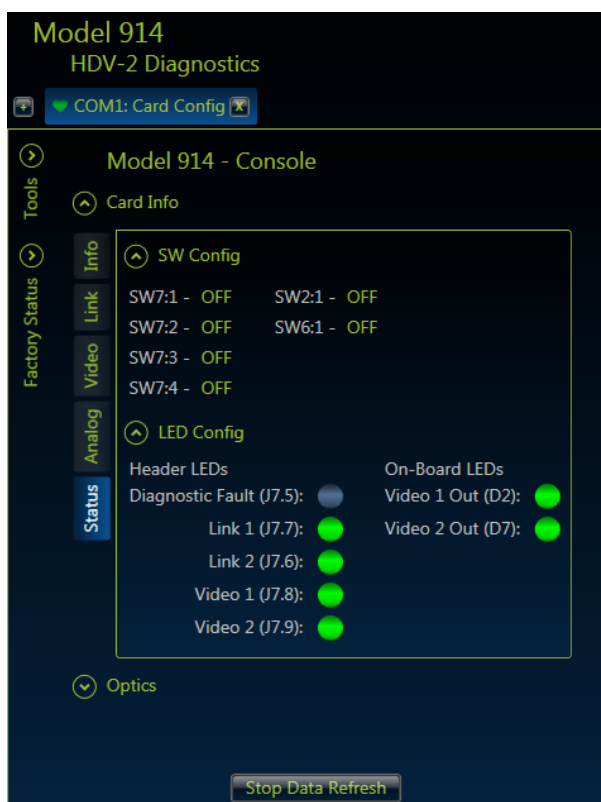 Model 914
HDV-2 Diagnostics
COM1: Card Config X
Tools
Factory Status
Model 914 - Console
Card Info
Info
Link
Video
Analog
Status
SW Config
SW7:1 - OFF SW2:1 - OFF
SW7:2 - OFF SW6:1 - OFF
SW7:3 - OFF
SW7:4 - OFF
LED Config
Header LEDs On-Board LEDs
Diagnostic Fault (J7.5): Video 1 Out (D2):
Link 1 (J7.7): Video 2 Out (D7):
Link 2 (J7.6):
Video 1 (J7.8):
Video 2 (J7.9):
Optics
Stop Data Refresh